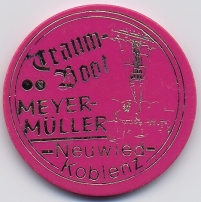 Traum-
Boot
MEYER-
MÜLLER
-Neuwied-
Koblenz